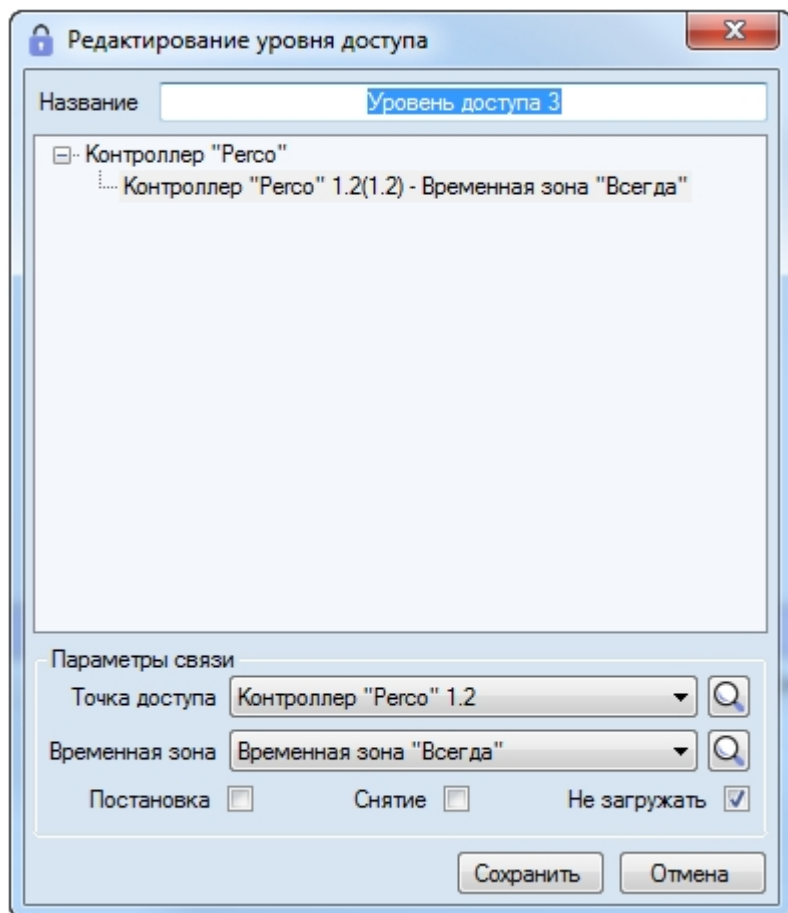 Редактирование уровня доступа
Название Уровень доступа 3
Контроллер "Perco"
Контроллер "Perco" 1.2(1.2) - Временная зона "Всегда"
Параметры связи
Точка доступа Контроллер "Perco" 1.2
Временная зона Временная зона "Всегда"
Постановка Снятие Не загружать
Сохранить Отмена